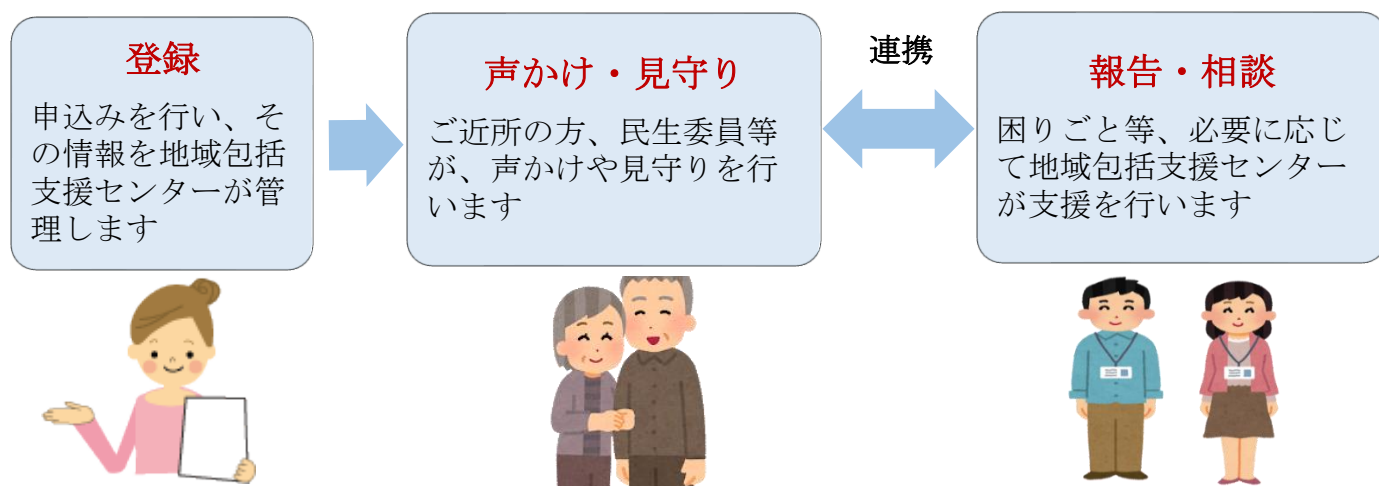 登録
申込みを行い、そ
の情報を地域包括
支援センターが管
理します
声かけ・見守り
ご近所の方、民生委員等
が、声かけや見守りを行
います
連携
報告・相談
困りごと等、必要に応じ
て地域包括支援センター
が支援を行います